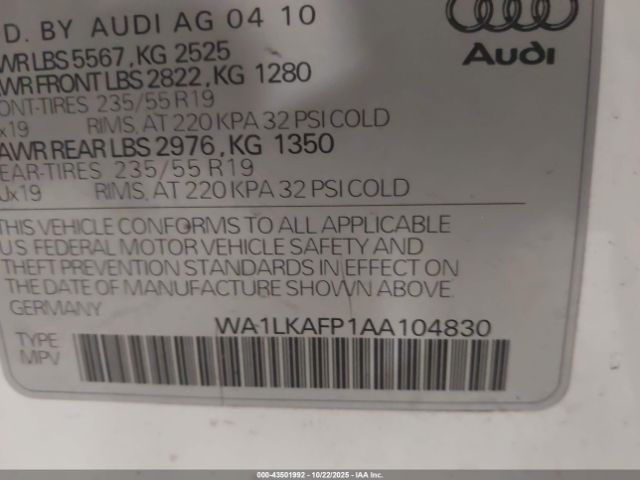 D. BY AUDI AG 04 10
WR LBS 5567, KG 2525
AWR FRONT LBS 2822, KG 1280
ONT-TIRES 235/55 R19
x19 RIMS, AT 220 KPA 32 PSI COLD
AWR REAR LBS 2976, KG 1350
EAR-TIRES 235/55 R19
Jx19 RIMS, AT 220 KPA 32 PSI COLD
Audi
THIS VEHICLE CONFORMS TO ALL APPLICABLE
U S FEDERAL MOTOR VEHICLE SAFETY AND
THEFT PREVENTION STANDARDS IN EFFECT ON
THE DATE OF MANUFACTURE SHOWN ABOVE.
GERMANY
WA1LKAFP1AA104830
TYPE
MPV
000-43501992 - 10/22/2025 - IAA Inc.